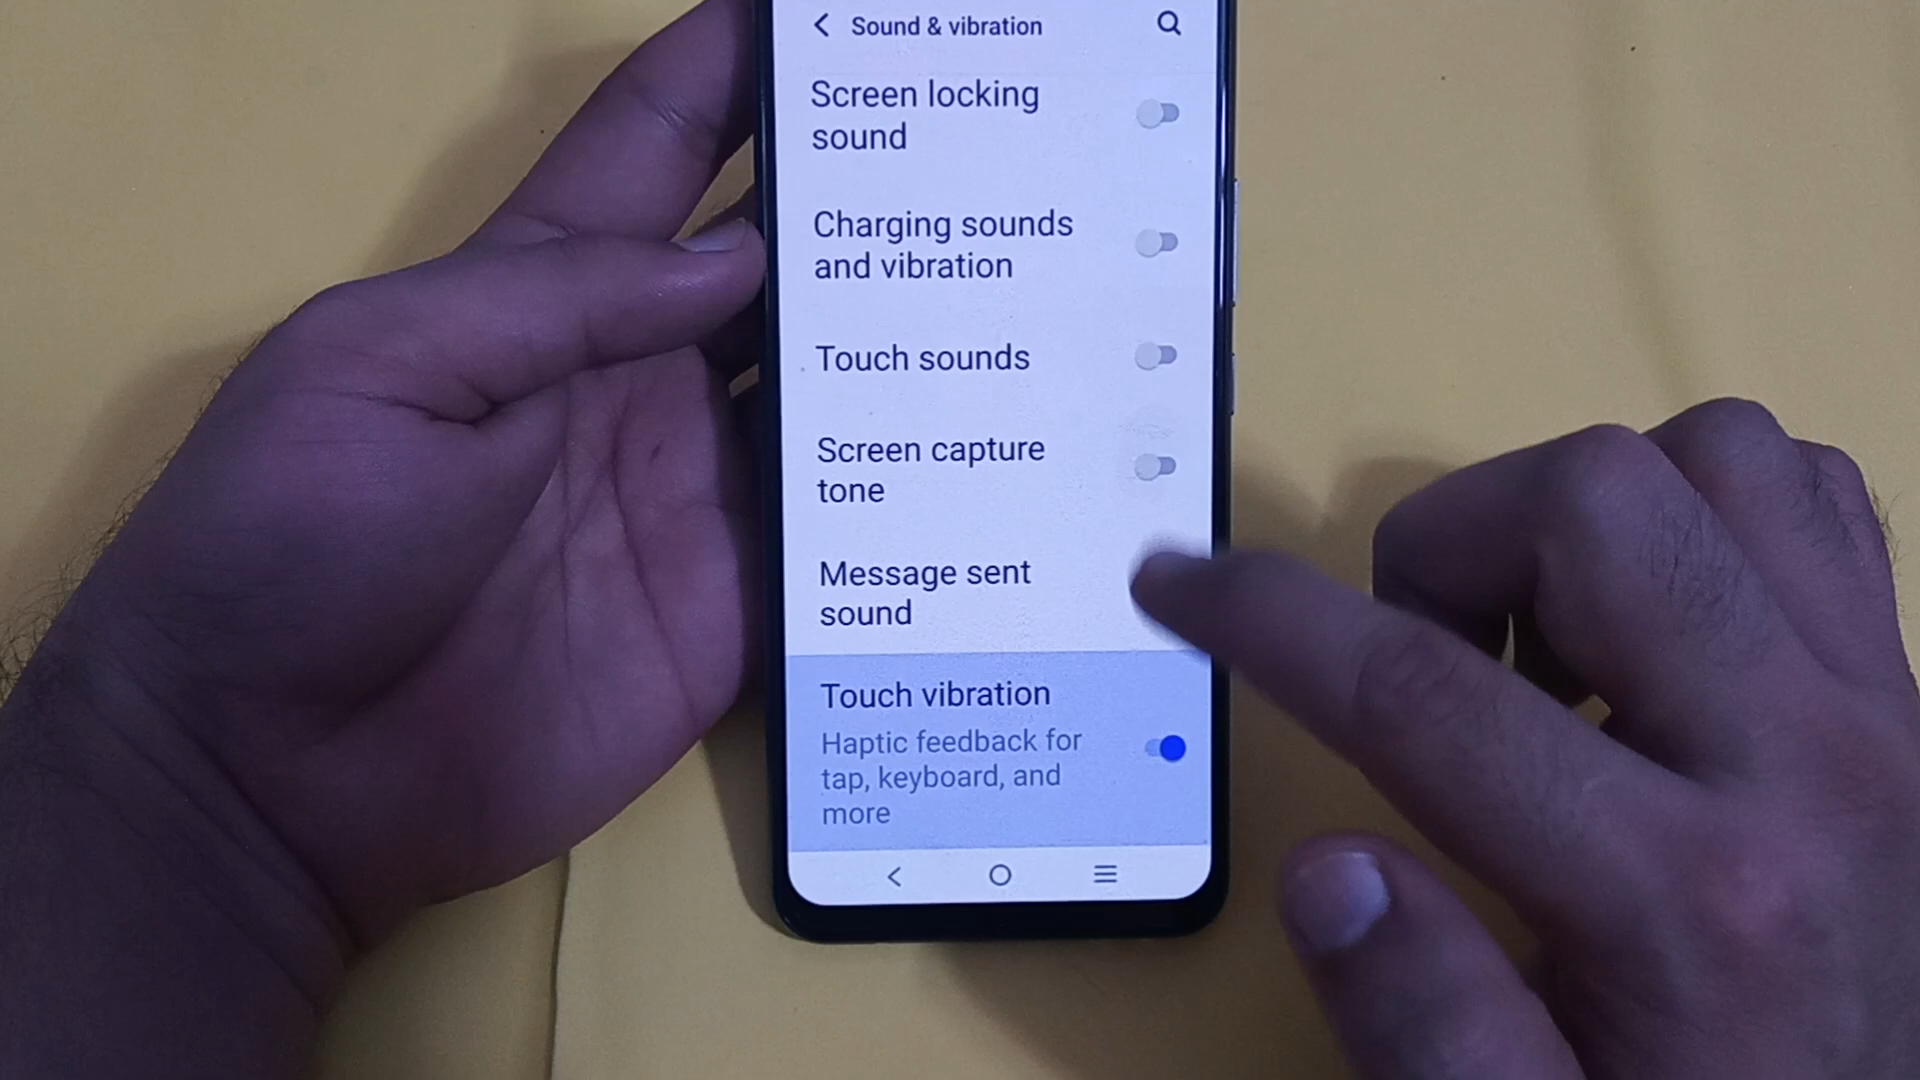 Sound & vibration
Screen locking
sound
Charging sounds
and vibration
Touch sounds
Screen capture
tone
Message sent
sound
Touch vibration
Haptic feedback for
tap, keyboard, and
more